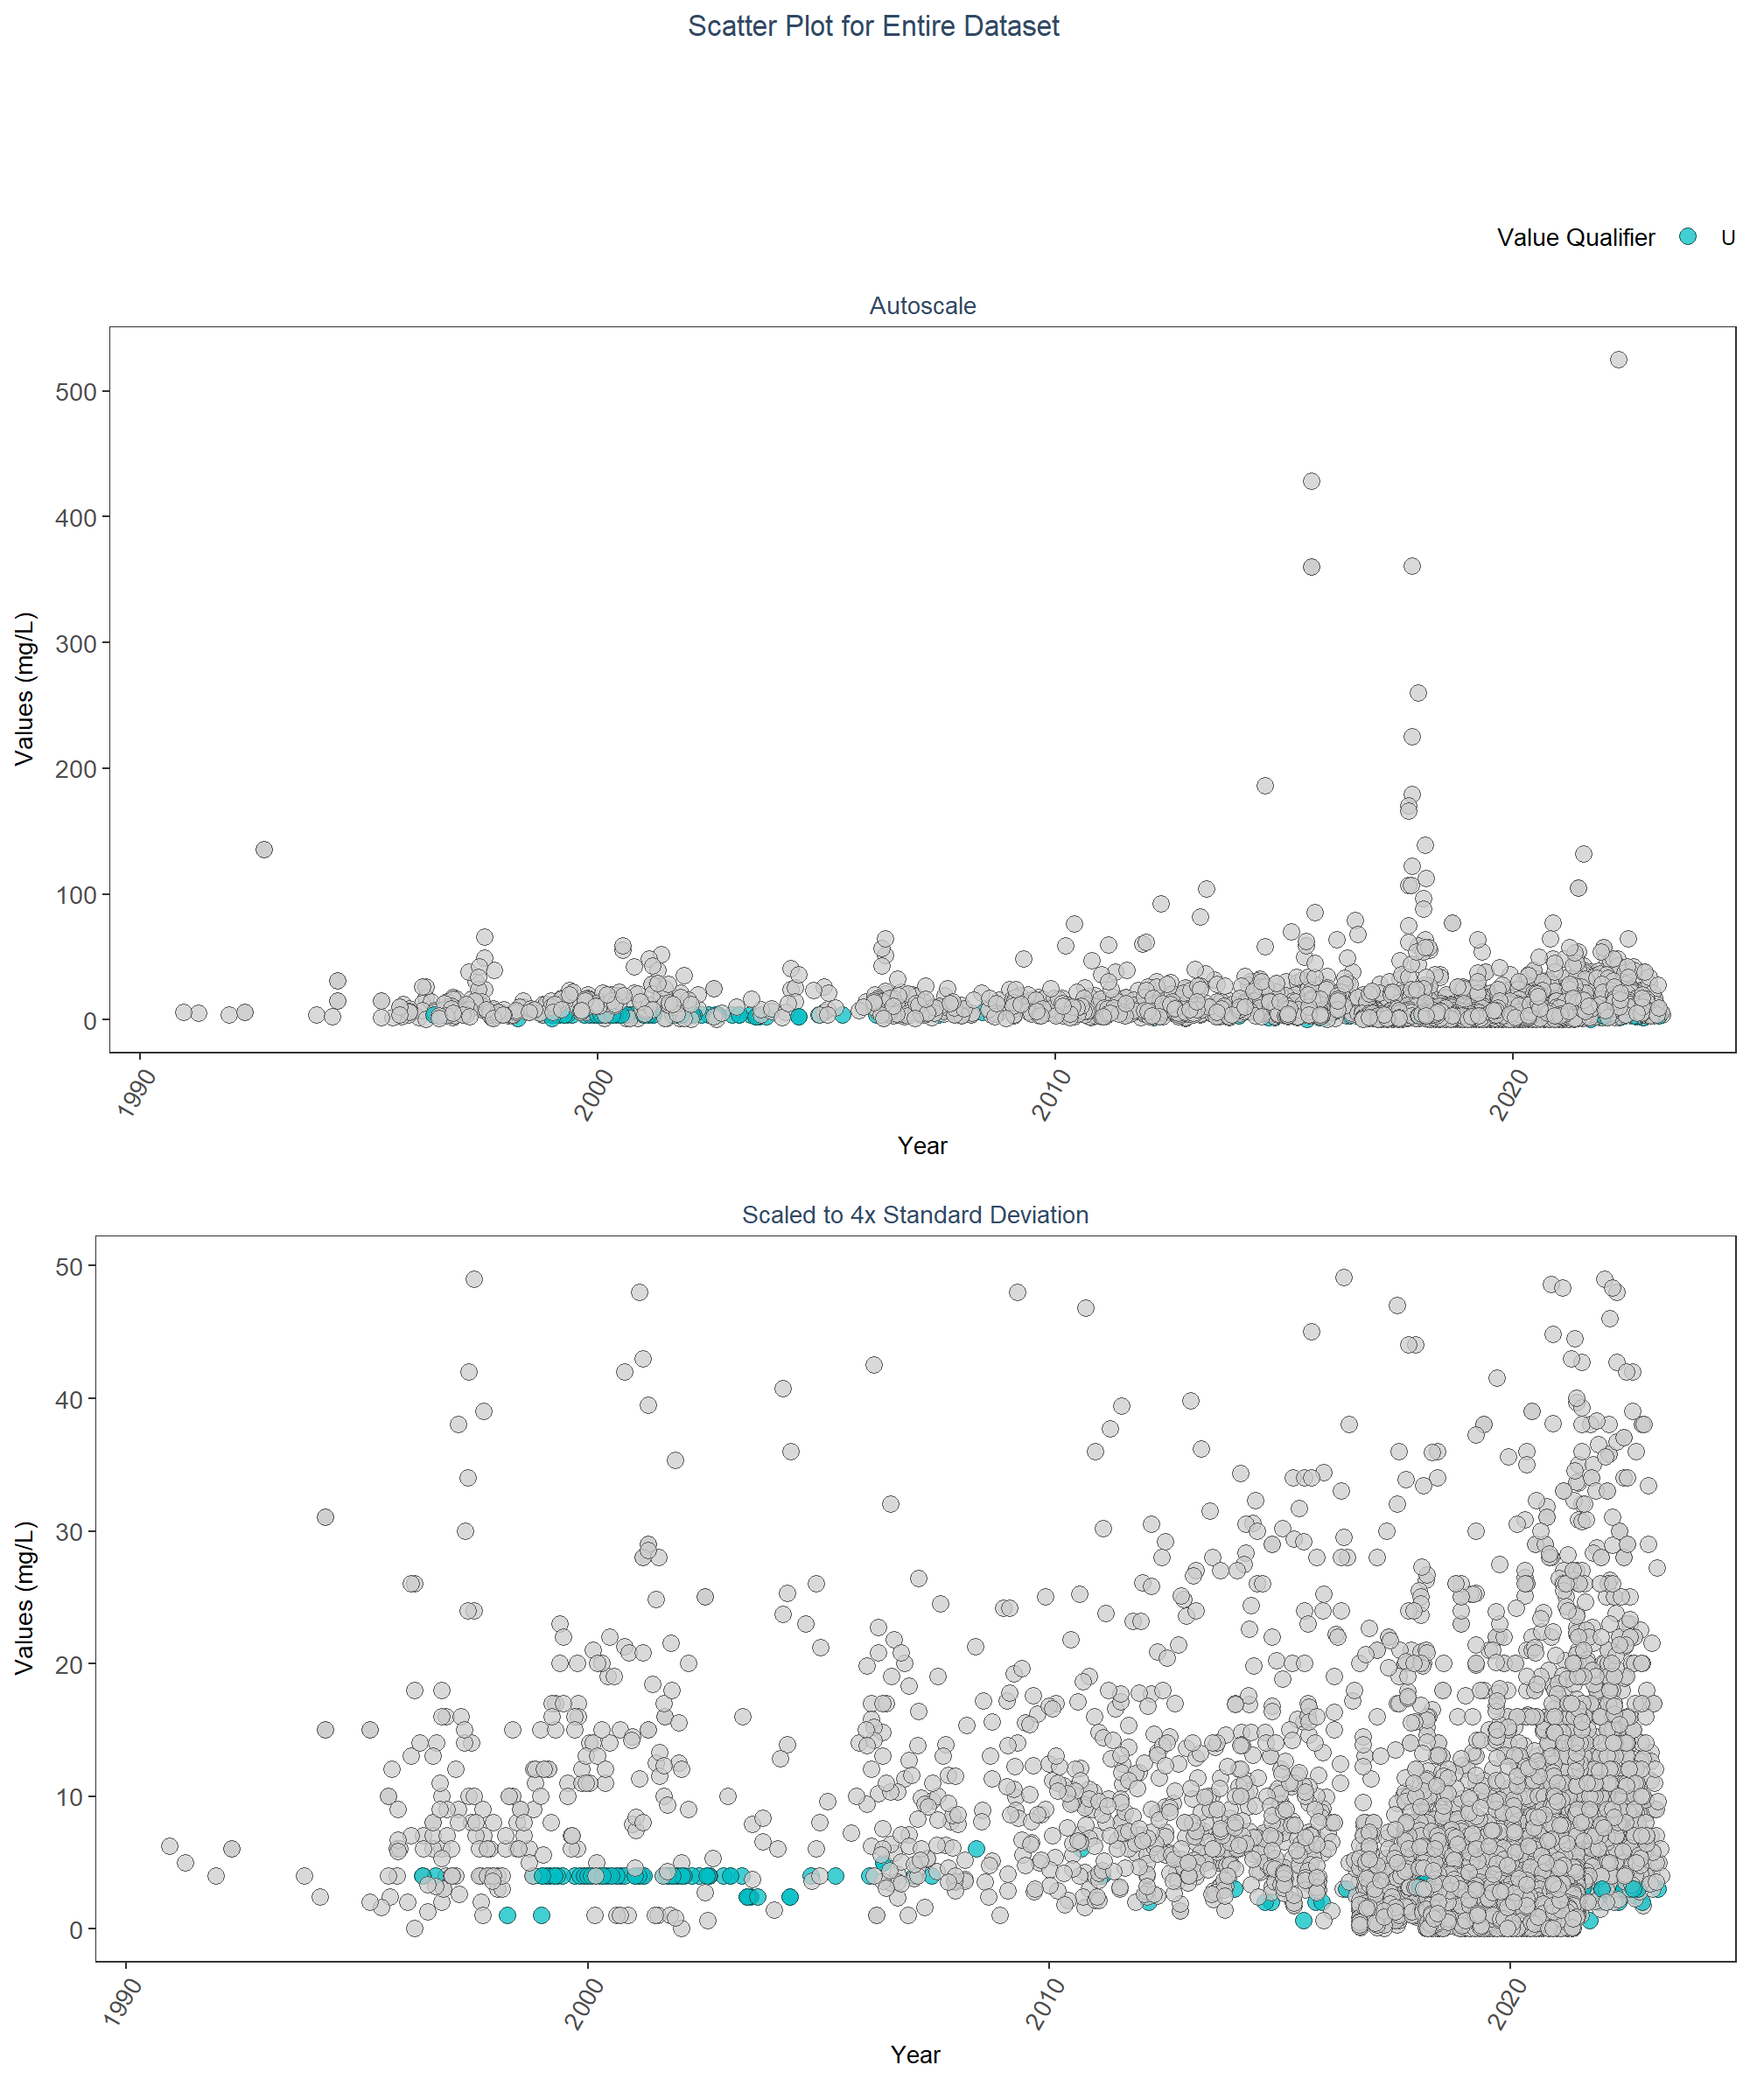 Scatter Plot for Entire Dataset
Value Qualifier U
Autoscale
Values (mg/L)
500
400
300
200
100
0
1990 2000 2010 2020
Year
Scaled to 4x Standard Deviation
Values (mg/L)
50
40
30
20
10
0
1990 2000 2010 2020
Year